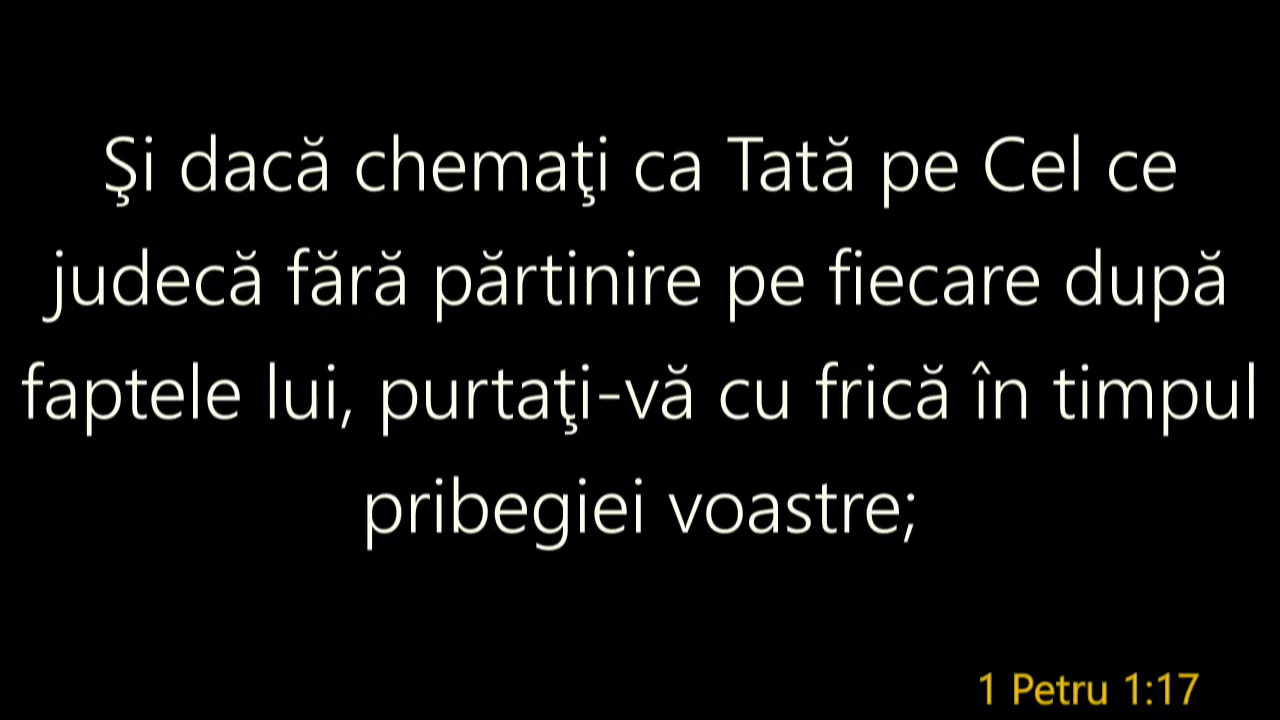 Şi dacă chemaţi ca Tată pe Cel ce
judecă fără părtinire pe fiecare după
faptele lui, purtaţi-vă cu frică în timpul
pribegiei voastre;
1 Petru 1:17